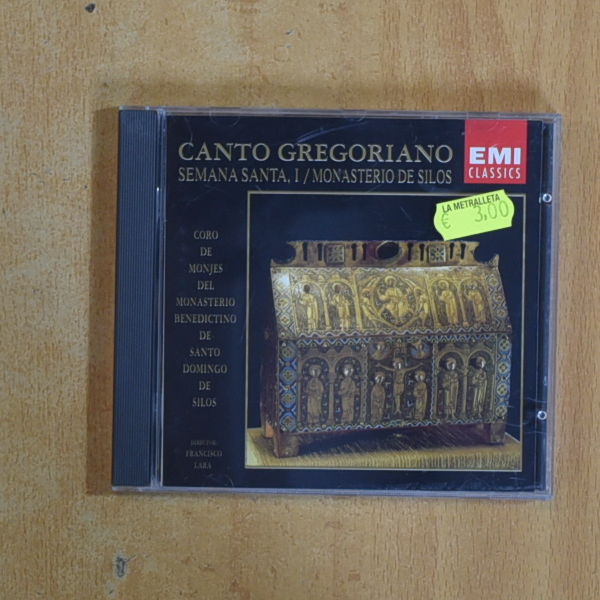 CANTO GREGORIANO
SEMANA SANTA, I / MONASTERIO DE SILOS
EMI
CLASSICS
LA METRALLETA
€ 3,00
CORO
DE
MONJES
DEL
MONASTERIO
BENEDICTINO
DE
SANTO
DOMINGO
DE
SILOS
DIRECTOR:
FRANCISCO
LARA